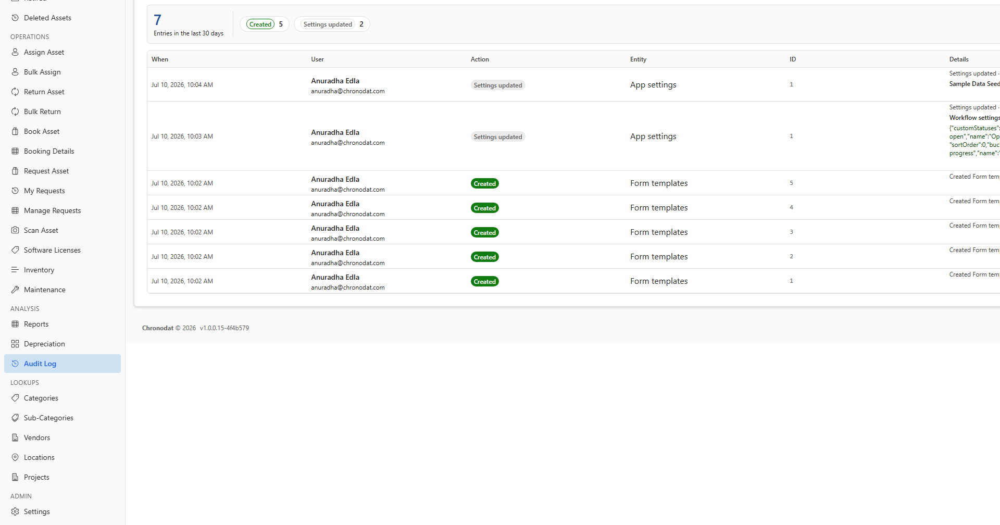 Deleted Assets
OPERATIONS
Assign Asset
Bulk Assign
Return Asset
Bulk Return
Book Asset
Booking Details
Request Asset
My Requests
Manage Requests
Scan Asset
Software Licenses
Inventory
Maintenance
ANALYSIS
Reports
Depreciation
Audit Log
LOOKUPS
Categories
Sub-Categories
Vendors
Locations
Projects
ADMIN
Settings
7
Entries in the last 30 days
Created 5 Settings updated 2
When User Action Entity ID Details
Jul 10, 2026, 10:04 AM Anuradha Edla Settings updated App settings 1 Settings updated ·
anuradha@chronodat.com Sample Data Seed
Jul 10, 2026, 10:03 AM Anuradha Edla Settings updated App settings 1 Settings updated ·
anuradha@chronodat.com Workflow settings
{"customStatuses":
open","name":"Op
"sortOrder":0,"buc
progress","name":"
Jul 10, 2026, 10:02 AM Anuradha Edla Created Form templates 5 Created Form temp
anuradha@chronodat.com
Jul 10, 2026, 10:02 AM Anuradha Edla Created Form templates 4 Created Form temp
anuradha@chronodat.com
Jul 10, 2026, 10:02 AM Anuradha Edla Created Form templates 3 Created Form temp
anuradha@chronodat.com
Jul 10, 2026, 10:02 AM Anuradha Edla Created Form templates 2 Created Form temp
anuradha@chronodat.com
Jul 10, 2026, 10:02 AM Anuradha Edla Created Form templates 1 Created Form temp
anuradha@chronodat.com
Chronodat © 2026 v1.0.0.15-4f4b579